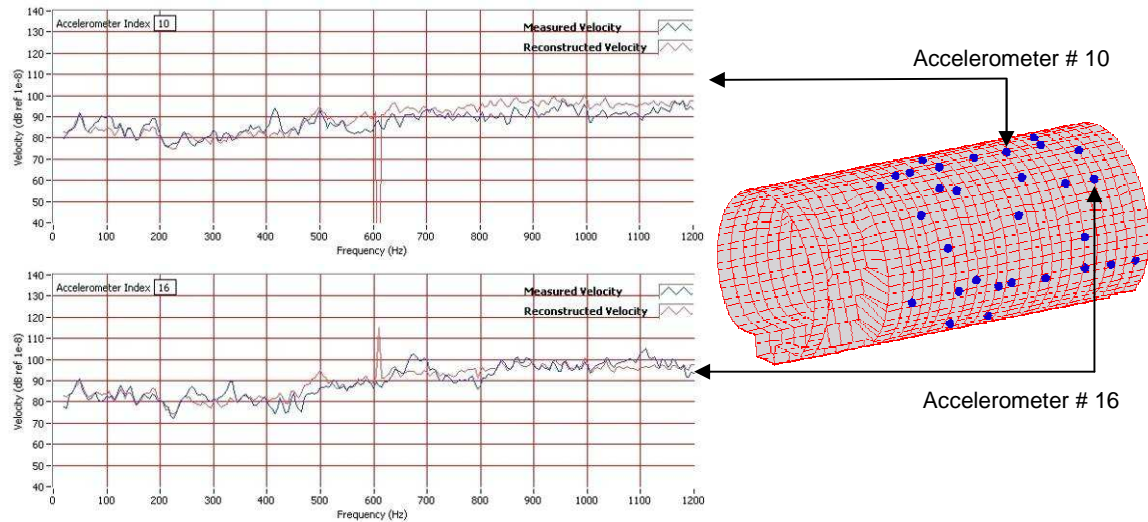 Accelerometer Index 10
Measured Velocity
Reconstructed Velocity
140
130
120
110
100
90
80
70
60
50
40
Velocity (dB ref 1e-8)
0 100 200 300 400 500 600 700 800 900 1000 1100 1200
Frequency (Hz)
Accelerometer # 10
Accelerometer Index 16
Measured Velocity
Reconstructed Velocity
140
130
120
110
100
90
80
70
60
50
40
Velocity (dB ref 1e-8)
0 100 200 300 400 500 600 700 800 900 1000 1100 1200
Frequency (Hz)
Accelerometer # 16